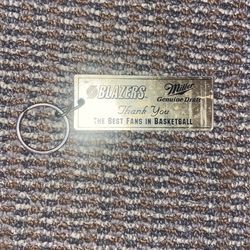 BLAZERS
Miller
Genuine Draft
Thank You
THE BEST FANS IN BASKETBALL